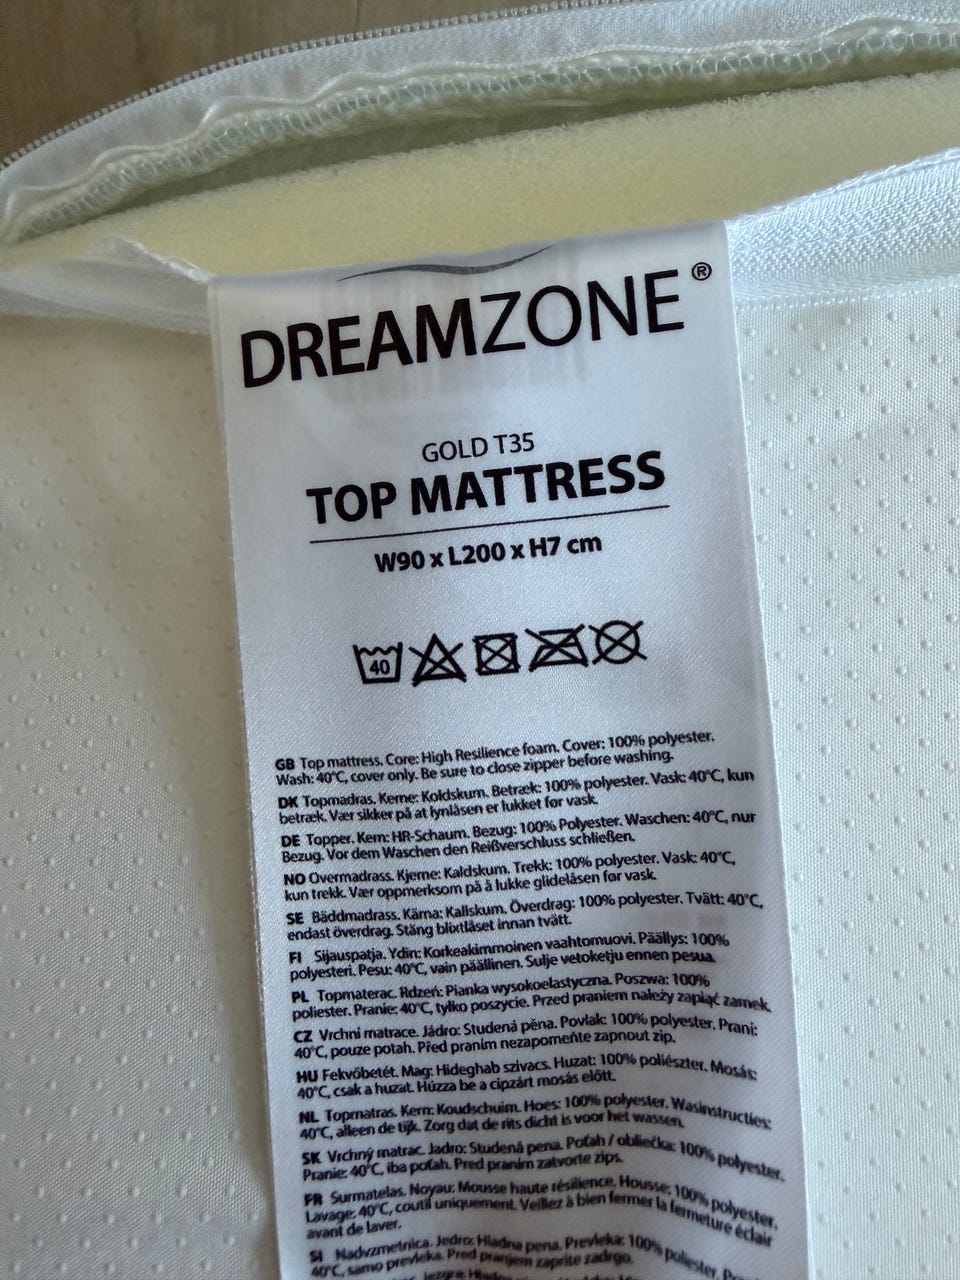 DREAMZONE®
GOLD T35
TOP MATTRESS
W90 x L200 x H7 cm
40
GB Top mattress. Core: High Resilience foam. Cover: 100% polyester.
Wash: 40°C, cover only. Be sure to close zipper before washing.
DK Topmadras. Kerne: Koldskum. Betræk: 100% polyester. Vask: 40°C, kun
betræk. Vær sikker på at lynlåsen er lukket før vask.
DE Topper. Kern: HR-Schaum. Bezug: 100% Polyester. Waschen: 40°C, nur
Bezug. Vor dem Waschen den Reißverschluss schließen.
NO Overmadrass. Kjerne: Kaldskum. Trekk: 100% polyester. Vask: 40°C,
kun trekk. Vær oppmerksom på å lukke glidelåsen før vask.
SE Bäddmadrass. Kärna: Kallskum. Överdrag: 100% polyester. Tvätt: 40°C,
endast överdrag. Stäng blixtlåset innan tvätt.
FI Sijauspatja. Ydin: Korkeakimmoinen vaahtomuovi. Päällys: 100%
polyesteri. Pesu: 40°C, vain päällinen. Sulje vetoketju ennen pesua.
PL Topmaterac. Rdzeń: Pianka wysokoelastyczna. Poszwa: 100%
poliester. Pranie: 40°C, tylko poszycie. Przed praniem należy zapiąć zamek.
CZ Vrchní matrace. Jádro: Studená pěna. Povlak: 100% polyester. Praní:
40°C, pouze potah. Před praním nezapomeňte zapnout zip.
HU Fekvőbetét. Mag: Hideghab szivacs. Huzat: 100% poliészter. Mosás:
40°C, csak a huzat. Húzza be a cipzárt mosás előtt.
NL Topmatras. Kern: Koudschuim. Hoes: 100% polyester. Wasinstructies:
40°C, alleen de tijk. Zorg dat de rits dicht is voor het wassen.
SK Vrchný matrac. Jadro: Studená pena. Poťah / obliečka: 100% polyester.
Pranie: 40°C, iba poťah. Pred praním zatvorte zips.
FR Surmatelas. Noyau: Mousse haute résilience. Housse: 100% polyester.
Lavage: 40°C, coutil uniquement. Veillez à bien fermer la fermeture éclair
avant de laver.
SI Nadvzmetnica. Jedro: Hladna pena. Prevleka: 100% poliester.
40°C, samo prevleka. Pred pranjem zaprite zadrgo.